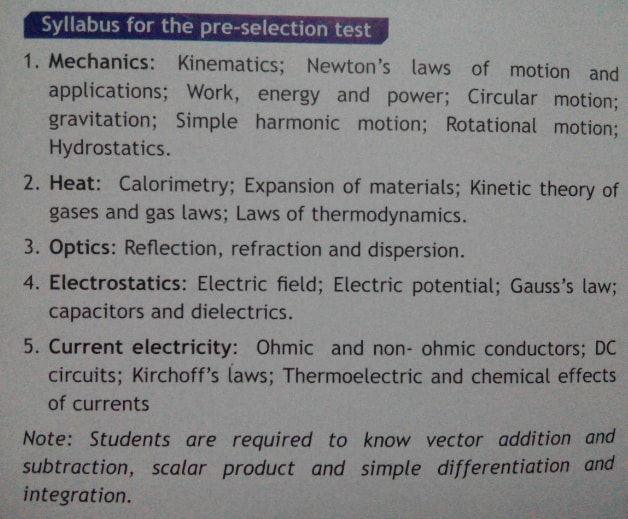 Syllabus for the pre-selection test
1. Mechanics: Kinematics; Newton's laws of motion and
applications; Work, energy and power; Circular motion;
gravitation; Simple harmonic motion; Rotational motion;
Hydrostatics.
2. Heat: Calorimetry; Expansion of materials; Kinetic theory of
gases and gas laws; Laws of thermodynamics.
3. Optics: Reflection, refraction and dispersion.
4. Electrostatics: Electric field; Electric potential; Gauss's law;
capacitors and dielectrics.
5. Current electricity: Ohmic and non- ohmic conductors; DC
circuits; Kirchoff's laws; Thermoelectric and chemical effects
of currents
Note: Students are required to know vector addition and
subtraction, scalar product and simple differentiation and
integration.